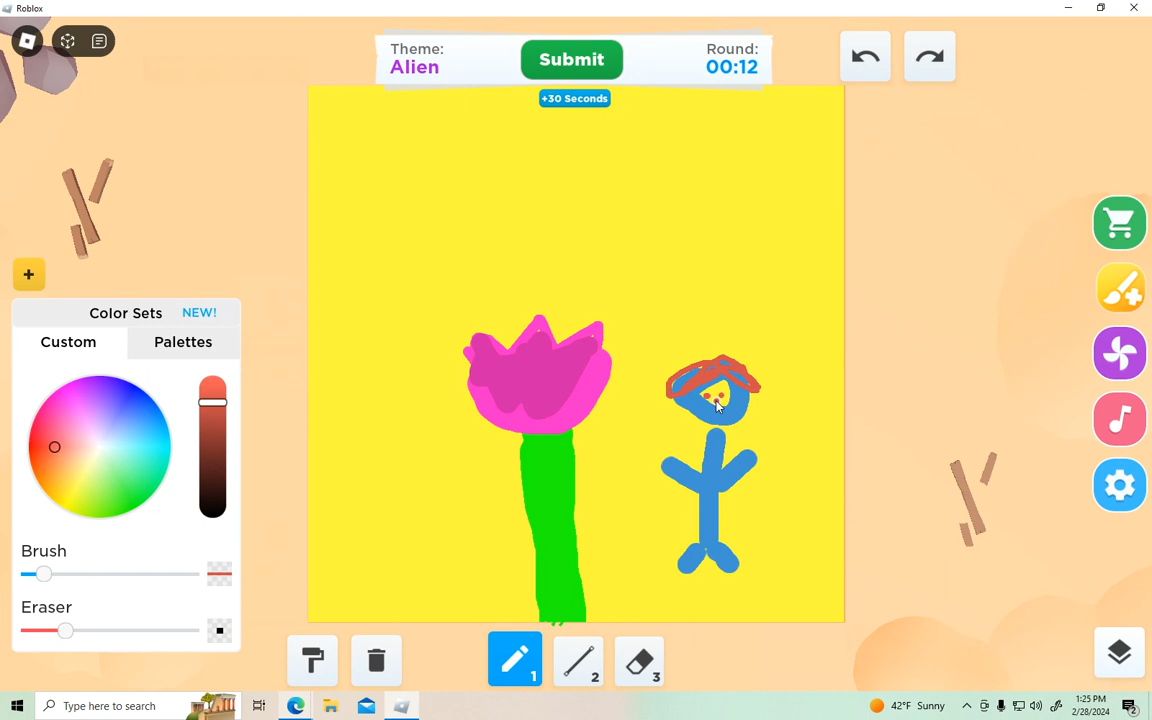 Roblox
Theme:
Alien
Submit
Round:
00:12
+30 Seconds
+
Color Sets NEW!
Custom Palettes
Brush
Eraser
1
2
3
Type here to search
42°F Sunny
1:25 PM
2/28/2024
2